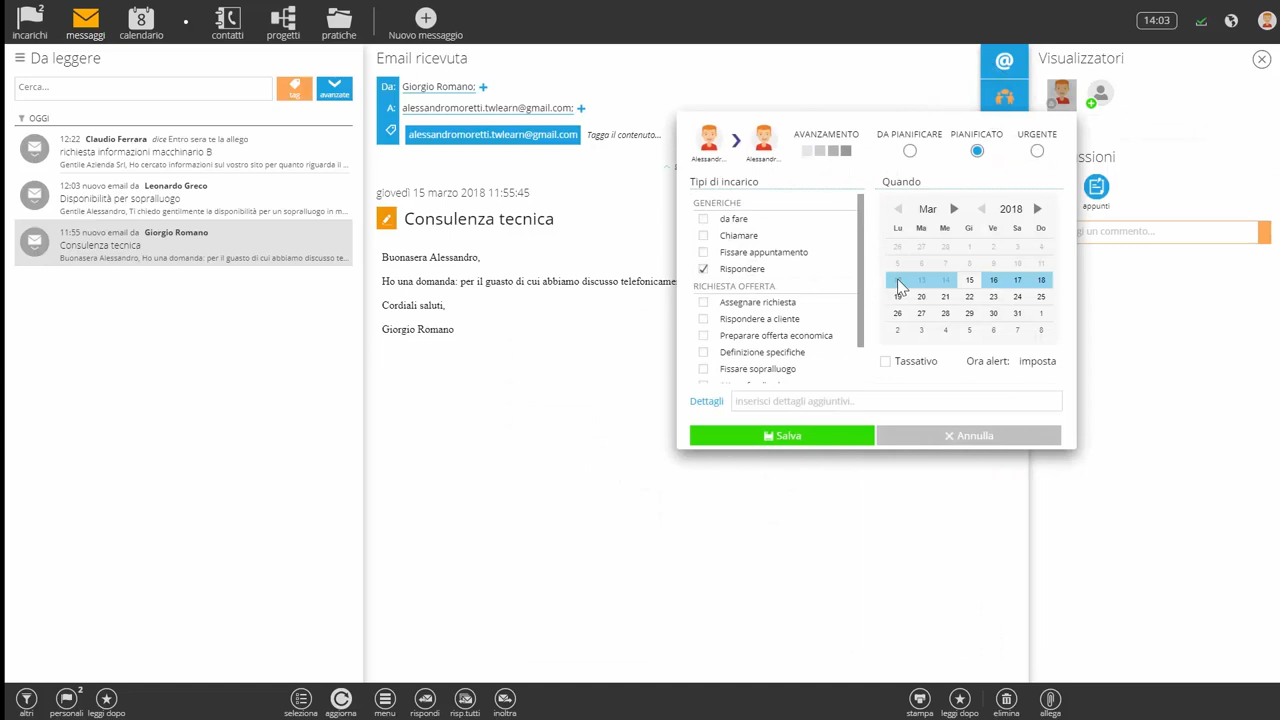 2
incarichi
messaggi
8
calendario
contatti
progetti
pratiche
Nuovo messaggio
14:03
Da leggere
Cerca...
tag
avanzate
OGGI
12:22 Claudio Ferrara dice Entro sera te la allego
richiesta informazioni macchinario B
Gentile Azienda Srl, Ho cercato informazioni sul vostro sito per quanto riguarda il ...
12:03 nuovo email da Leonardo Greco
Disponibilità per sopralluogo
Gentile Alessandro, Ti chiedo gentilmente la disponibilità per un sopralluogo in m...
11:55 nuovo email da Giorgio Romano
Consulenza tecnica
Buonasera Alessandro, Ho una domanda: per il guasto di cui abbiamo discusso te...
Email ricevuta
Da: Giorgio Romano; +
A: alessandromoretti.twlearn@gmail.com; +
alessandromoretti.twlearn@gmail.com Tagga il contenuto...
giovedì 15 marzo 2018 11:55:45
Consulenza tecnica
Buonasera Alessandro,
Ho una domanda: per il guasto di cui abbiamo discusso telefonicame
Cordiali saluti,
Giorgio Romano
@
Visualizzatori
ssioni
appunti
gi un commento...
Alessandr... Alessandr...
AVANZAMENTO
DA PIANIFICARE
PIANIFICATO
URGENTE
Tipi di incarico
GENERICHE
da fare
Chiamare
Fissare appuntamento
Rispondere
RICHIESTA OFFERTA
Assegnare richiesta
Rispondere a cliente
Preparare offerta economica
Definizione specifiche
Fissare sopralluogo
Quando
Mar 2018
Lu Ma Me Gi Ve Sa Do
26 27 28 1 2 3 4
5 6 7 8 9 10 11
13 14 15 16 17 18
19 20 21 22 23 24 25
26 27 28 29 30 31 1
2 3 4 5 6 7 8
Tassativo
Ora alert: imposta
Dettagli inserisci dettagli aggiuntivi..
Salva
Annulla
altri
2
personali
leggi dopo
seleziona
aggiorna
menu
rispondi
risp.tutti
inoltra
stampa
leggi dopo
elimina
allega